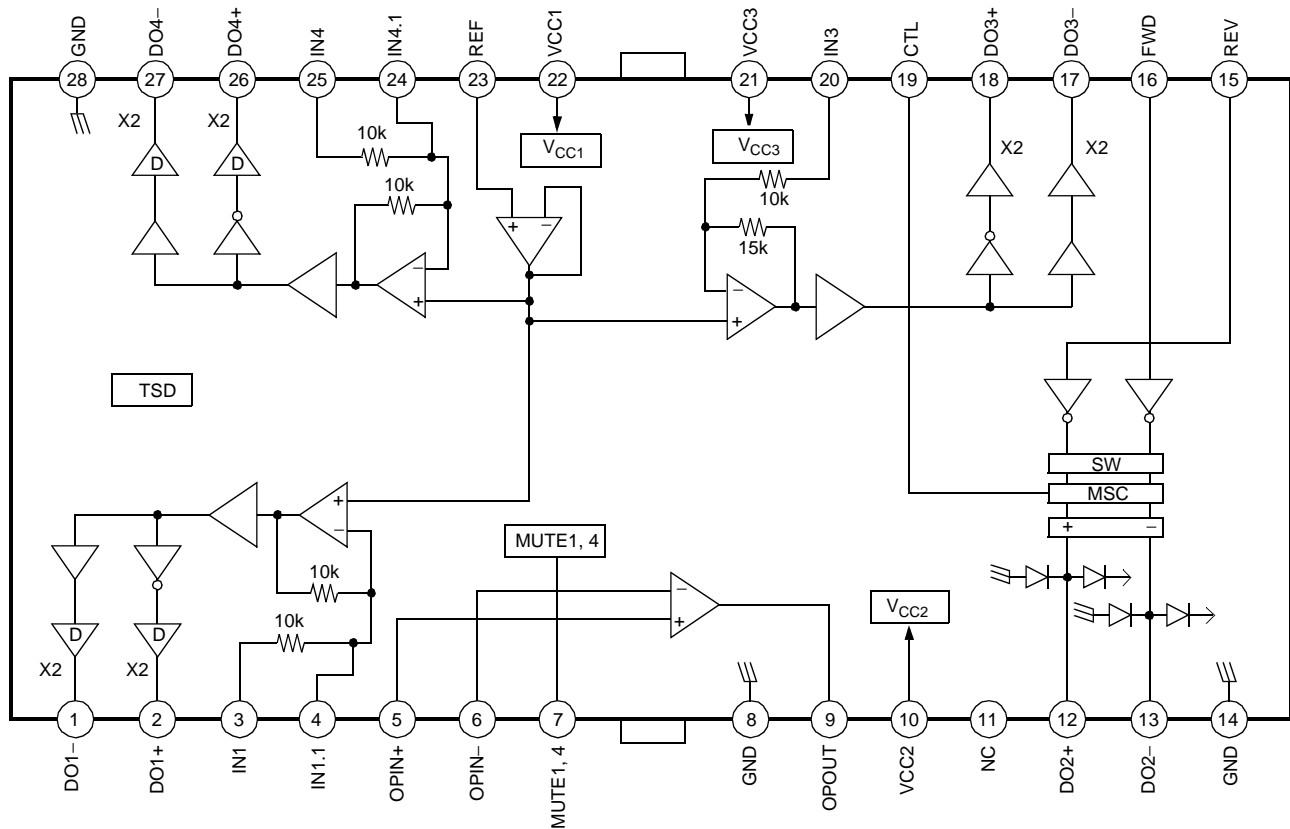 GND
DO4−
DO4+
IN4
IN4.1
REF
VCC1
VCC3
IN3
CTL
DO3+
DO3−
FWD
REV
28
27
26
25
24
23
22
21
20
19
18
17
16
15
X2
X2
10k
VCC1
VCC3
X2
X2
D
D
10k
10k
+
−
15k
−
+
−
+
TSD
SW
MSC
+
−
+
−
MUTE1, 4
10k
−
+
VCC2
10k
D
D
X2
X2
1
2
3
4
5
6
7
8
9
10
11
12
13
14
DO1−
DO1+
IN1
IN1.1
OPIN+
OPIN−
MUTE1, 4
GND
OPOUT
VCC2
NC
DO2+
DO2-
GND